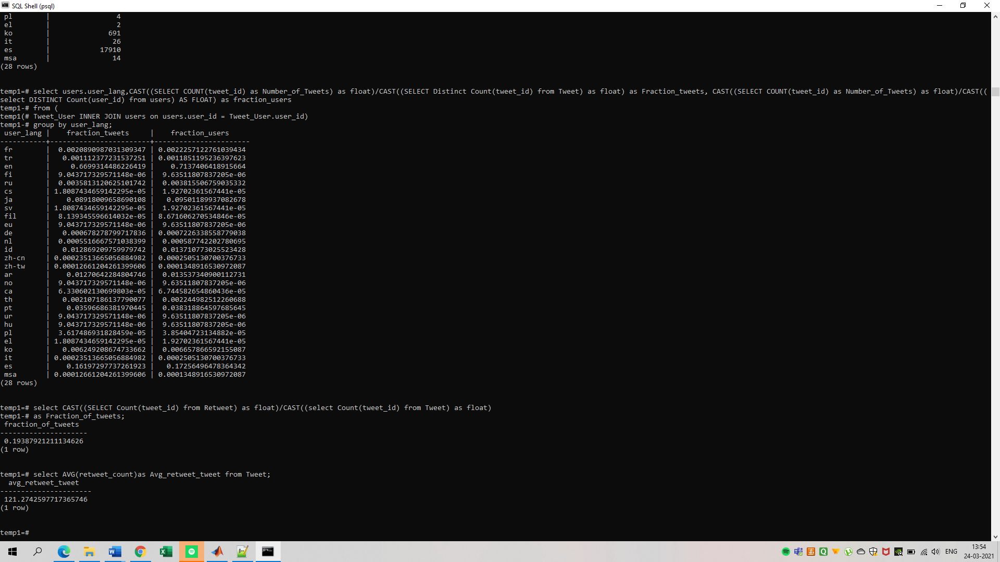 SQL Shell (psql)
pl | 4
el | 2
ko | 691
it | 26
es | 17910
msa | 14
(28 rows)
temp1=# select users.user_lang,CAST((SELECT COUNT(tweet_id) as Number_of_Tweets) as float)/CAST((SELECT Distinct Count(tweet_id) from Tweet) as float) as Fraction_tweets, CAST((SELECT COUNT(tweet_id) as Number_of_Tweets) as float)/CAST((
select DISTINCT Count(user_id) from users) AS FLOAT) as fraction_users
temp1-# from (
temp1(# Tweet_User INNER JOIN users on users.user_id = Tweet_User.user_id)
temp1-# group by user_lang;
user_lang | fraction_tweets | fraction_users
-----------+------------------------+-----------------------
fr | 0.0020890987031309347 | 0.0022257122761039434
tr | 0.001112377231537251 | 0.0011851195236397623
en | 0.6699314486226419 | 0.7137406418915664
fi | 9.043717329571148e-06 | 9.63511807837205e-06
ru | 0.0035813120625101742 | 0.003815506759035332
cs | 1.8087434659142295e-05 | 1.92702361567441e-05
ja | 0.08918009658690108 | 0.09501189937082678
sv | 1.8087434659142295e-05 | 1.92702361567441e-05
fil | 8.139345596614032e-05 | 8.671606270534846e-05
eu | 9.043717329571148e-06 | 9.63511807837205e-06
de | 0.000678278799717836 | 0.0007226338558779038
nl | 0.0005516667571038399 | 0.000587742202780695
id | 0.012869209759979742 | 0.013710773025523428
zh-cn | 0.00023513665056884982 | 0.0002505130700376733
zh-tw | 0.00012661204261399606 | 0.0001348916530972087
ar | 0.01270642284804746 | 0.013537340900112731
no | 9.043717329571148e-06 | 9.63511807837205e-06
ca | 6.330602130699803e-05 | 6.744582654860436e-05
th | 0.002107186137790077 | 0.002244982512260688
pt | 0.03596686381970445 | 0.038318864597685645
ur | 9.043717329571148e-06 | 9.63511807837205e-06
hu | 9.043717329571148e-06 | 9.63511807837205e-06
pl | 3.617486931828459e-05 | 3.85404723134882e-05
el | 1.8087434659142295e-05 | 1.92702361567441e-05
ko | 0.006249208674733662 | 0.006657866592155087
it | 0.00023513665056884982 | 0.0002505130700376733
es | 0.16197297737261923 | 0.17256496478364342
msa | 0.00012661204261399606 | 0.0001348916530972087
(28 rows)
temp1=# select CAST((SELECT Count(tweet_id) from Retweet) as float)/CAST((select Count(tweet_id) from Tweet) as float)
temp1-# as Fraction_of_tweets;
fraction_of_tweets
---------------------
0.19387921211134626
(1 row)
temp1=# select AVG(retweet_count)as Avg_retweet_tweet from Tweet;
avg_retweet_tweet
----------------------
121.2742597717365746
(1 row)
temp1=#
ENG
13:54
24-03-2021